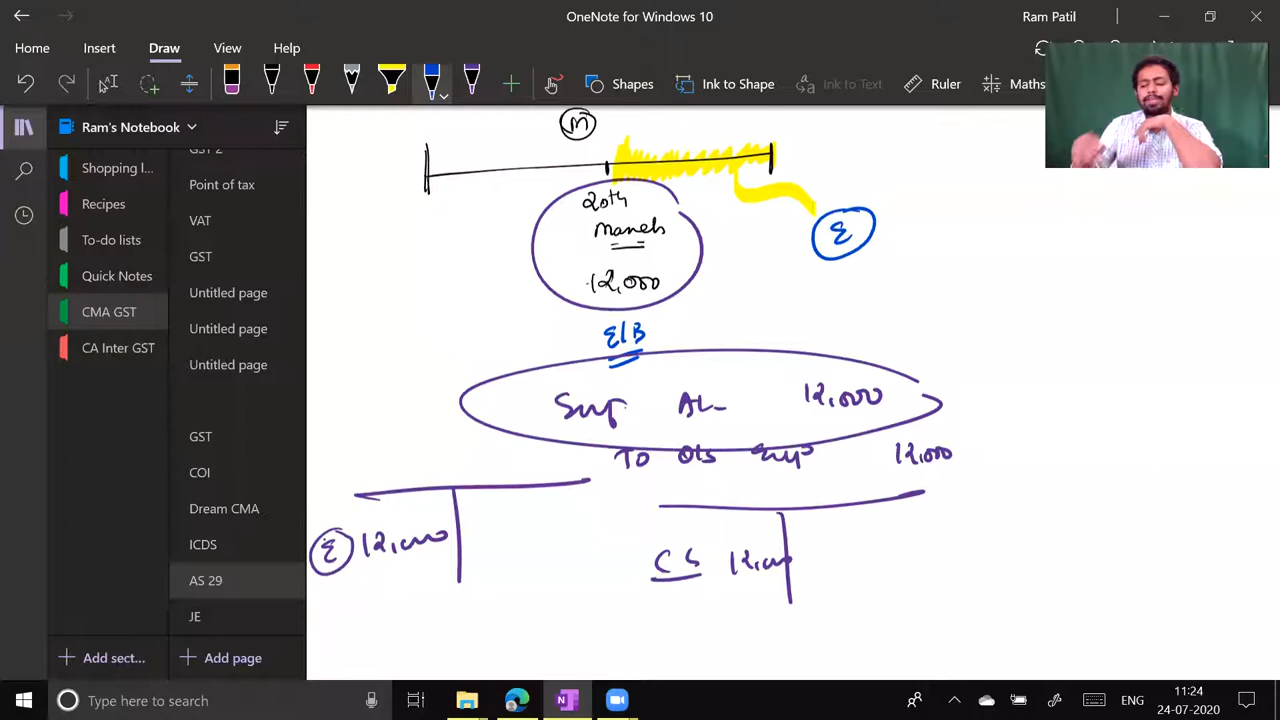 OneNote for Windows 10
Ram Patil
Home
Insert
Draw
View
Help
Shapes
Ink to Shape
Ink to Text
Ruler
Maths
Ram's Notebook
Shopping l...
Recipes
To-do lists
Quick Notes
CMA GST
CA Inter GST
GST 2
Point of tax
VAT
GST
Untitled page
Untitled page
Untitled page
GST
COI
Dream CMA
ICDS
AS 29
JE
Add sect...
Add page
M
20th
March
12,000
E
E/B
12,000
To O/s
12,000
E 12,000
CL 12,000
Type here to search
ENG
11:24
24-07-2020